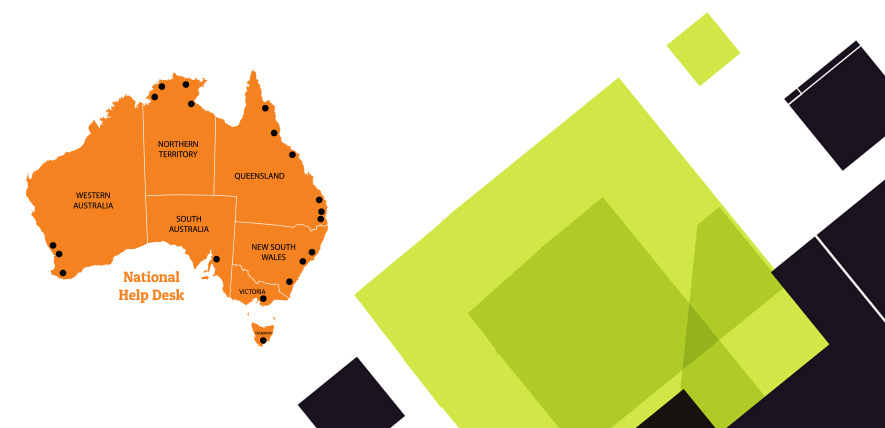 NORTHERN
TERRITORY
QUEENSLAND
WESTERN
AUSTRALIA
SOUTH
AUSTRALIA
NEW SOUTH
WALES
National
Help Desk
VICTORIA
TASMANIA